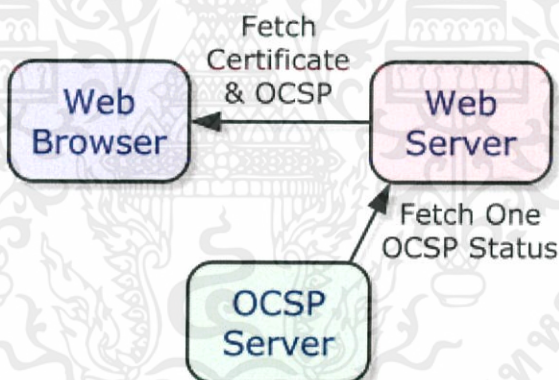 Fetch
Certificate
& OCSP
Web
Browser
Web
Server
Fetch One
OCSP Status
OCSP
Server